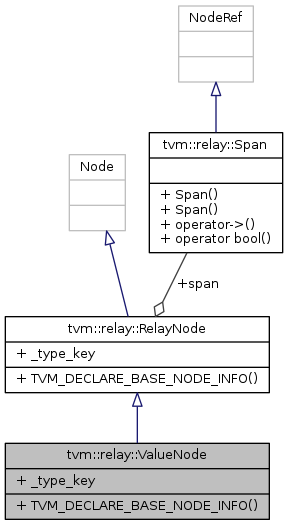 NodeRef
tvm::relay::Span
+ Span()
+ Span()
+ operator->()
+ operator bool()
Node
+span
tvm::relay::RelayNode
+ _type_key
+ TVM_DECLARE_BASE_NODE_INFO()
tvm::relay::ValueNode
+ _type_key
+ TVM_DECLARE_BASE_NODE_INFO()